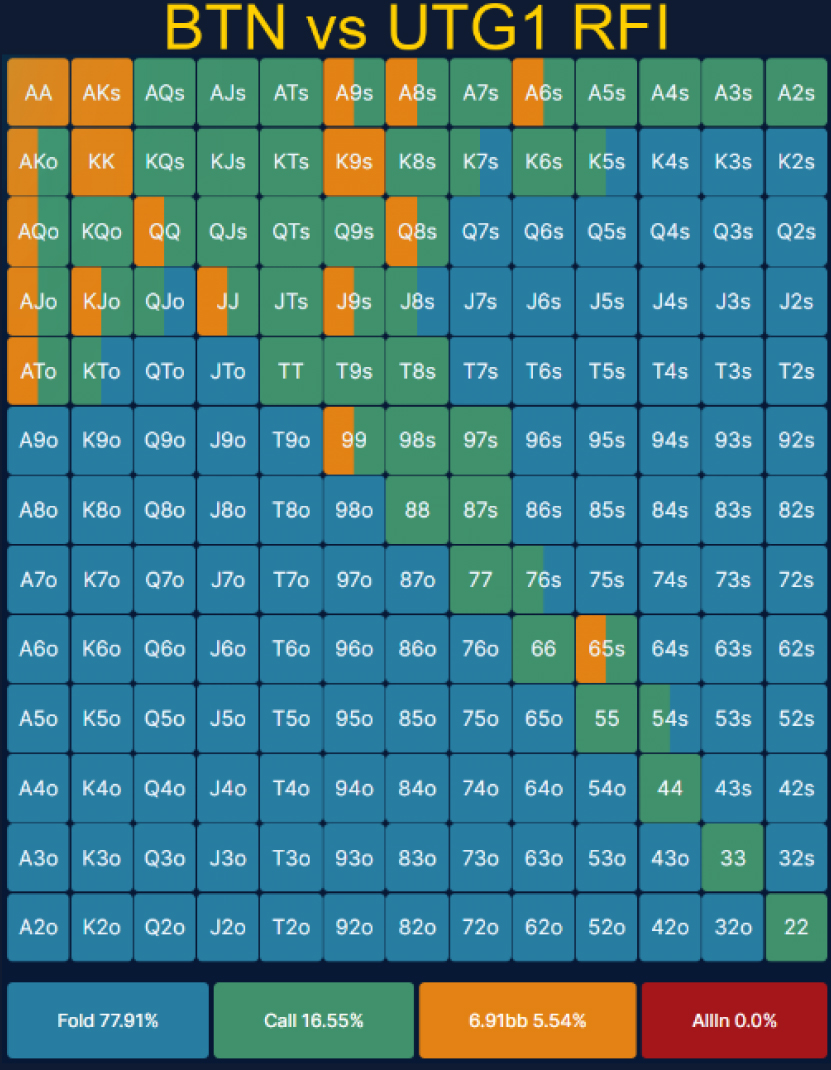 BTN vs UTG1 RFI
AA AKs AQs AJs ATs A9s A8s A7s A6s A5s A4s A3s A2s
AKo KK KQs KJs KTs K9s K8s K7s K6s K5s K4s K3s K2s
AQo KQo QQ QJs QTs Q9s Q8s Q7s Q6s Q5s Q4s Q3s Q2s
AJo KJo QJo JJ JTs J9s J8s J7s J6s J5s J4s J3s J2s
ATo KTo QTo JTo TT T9s T8s T7s T6s T5s T4s T3s T2s
A9o K9o Q9o J9o T9o 99 98s 97s 96s 95s 94s 93s 92s
A8o K8o Q8o J8o T8o 98o 88 87s 86s 85s 84s 83s 82s
A7o K7o Q7o J7o T7o 97o 87o 77 76s 75s 74s 73s 72s
A6o K6o Q6o J6o T6o 96o 86o 76o 66 65s 64s 63s 62s
A5o K5o Q5o J5o T5o 95o 85o 75o 65o 55 54s 53s 52s
A4o K4o Q4o J4o T4o 94o 84o 74o 64o 54o 44 43s 42s
A3o K3o Q3o J3o T3o 93o 83o 73o 63o 53o 43o 33 32s
A2o K2o Q2o J2o T2o 92o 82o 72o 62o 52o 42o 32o 22
Fold 77.91% Call 16.55% 6.91bb 5.54% AllIn 0.0%